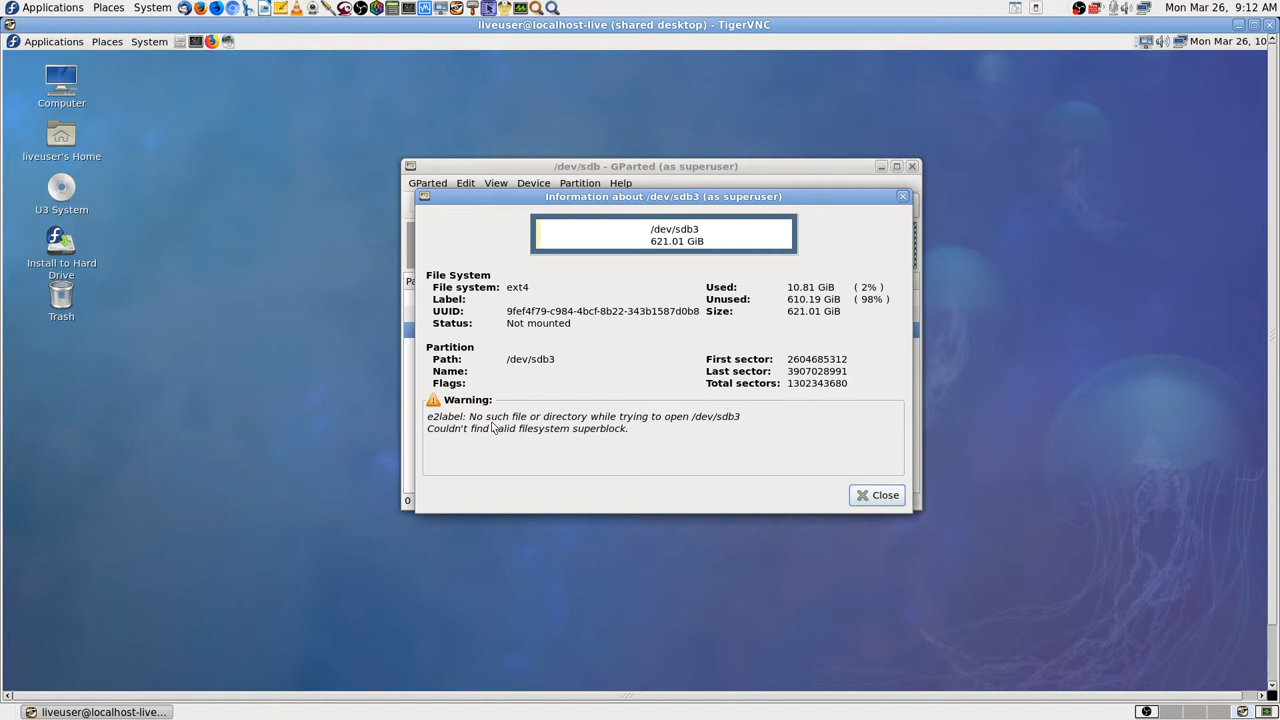 Applications Places System Mon Mar 26, 9:12 AM
liveuser@localhost-live (shared desktop) - TigerVNC
Applications Places System Mon Mar 26, 10
Computer
liveuser's Home
U3 System
Install to Hard
Drive
Trash
/dev/sdb - GParted (as superuser)
GParted Edit View Device Partition Help
Information about /dev/sdb3 (as superuser)
/dev/sdb3
621.01 GiB
File System
File system: ext4 Used: 10.81 GiB ( 2% )
Label: Unused: 610.19 GiB ( 98% )
UUID: 9fef4f79-c984-4bcf-8b22-343b1587d0b8 Size: 621.01 GiB
Status: Not mounted
Partition
Path: /dev/sdb3 First sector: 2604685312
Name: Last sector: 3907028991
Flags: Total sectors: 1302343680
Warning:
e2label: No such file or directory while trying to open /dev/sdb3
Couldn't find valid filesystem superblock.
Close
Pa
0
liveuser@localhost-live...